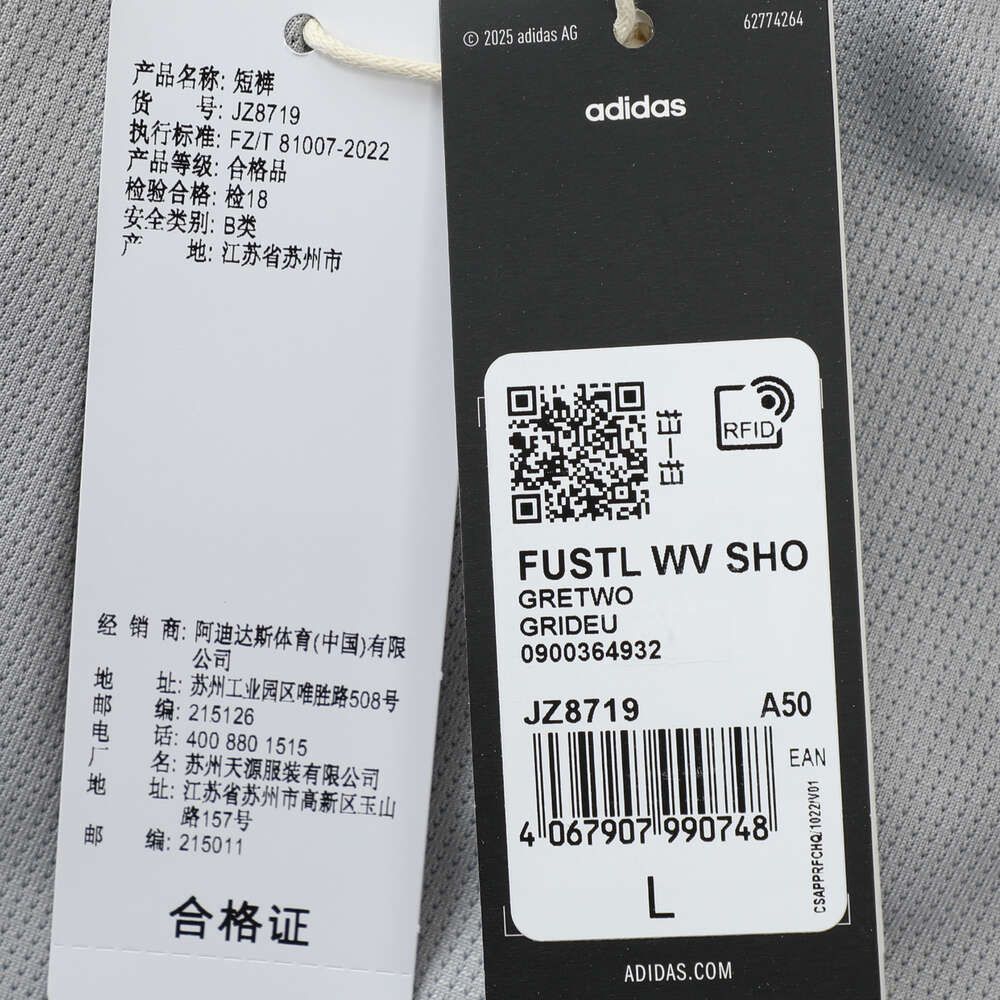 产品名称: 短裤
货 号: JZ8719
执行标准: FZ/T 81007-2022
产品等级: 合格品
检验合格: 检18
安全类别: B类
产 地: 江苏省苏州市
经 销 商: 阿迪达斯体育(中国)有限
公司
地 址: 苏州工业园区唯胜路508号
邮 编: 215126
电 话: 400 880 1515
厂 名: 苏州天源服装有限公司
地 址: 江苏省苏州市高新区玉山
路157号
邮 编: 215011
合格证
© 2025 adidas AG
62774264
adidas
扫一扫
RFID
FUSTL WV SHO
GRETWO
GRIDEU
0900364932
JZ8719 A50
EAN
4 067907 990748
CSAPPRFCHQ/1022/V01
L
ADIDAS.COM